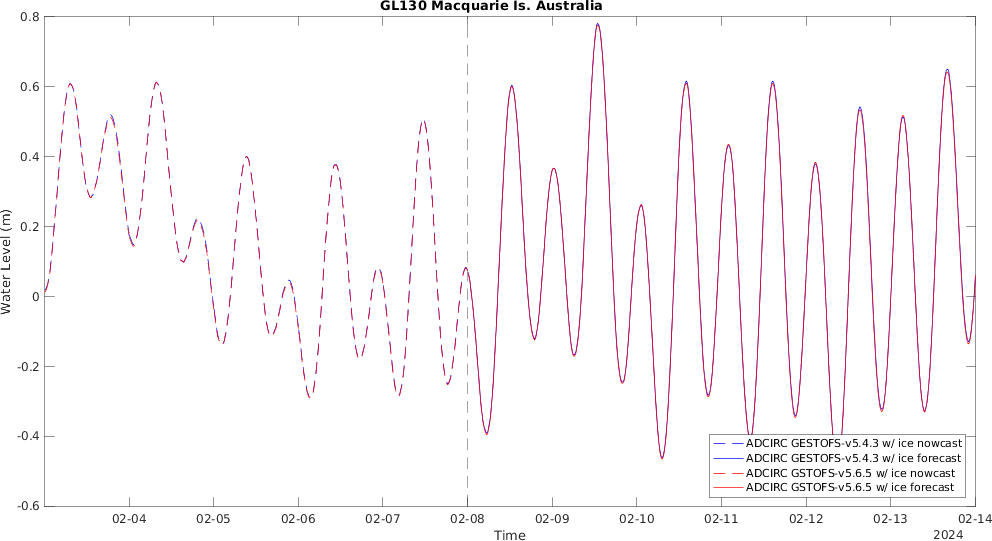 GL130 Macquarie Is. Australia
Water Level (m)
0.8
0.6
0.4
0.2
0
-0.2
-0.4
-0.6
ADCIRC GESTOFS-v5.4.3 w/ ice nowcast
ADCIRC GESTOFS-v5.4.3 w/ ice forecast
ADCIRC GSTOFS-v5.6.5 w/ ice nowcast
ADCIRC GSTOFS-v5.6.5 w/ ice forecast
02-04 02-05 02-06 02-07 02-08 02-09 02-10 02-11 02-12 02-13 02-14
Time
2024